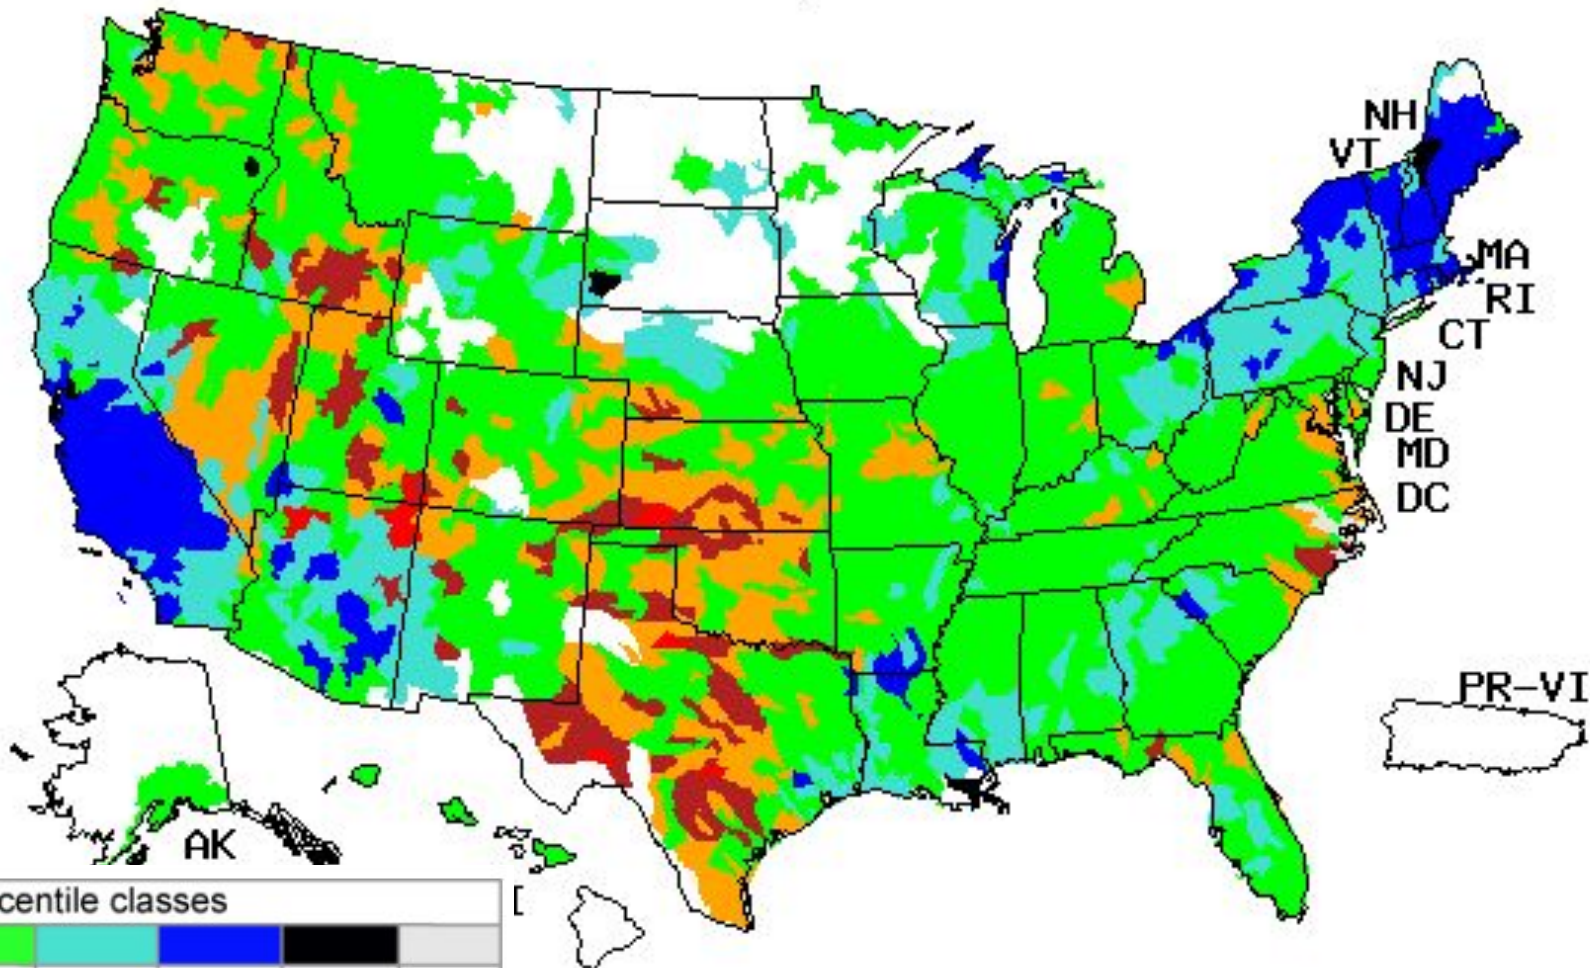 NH
VT
MA
RI
CT
NJ
DE
MD
DC
PR-VI
AK
centile classes
[